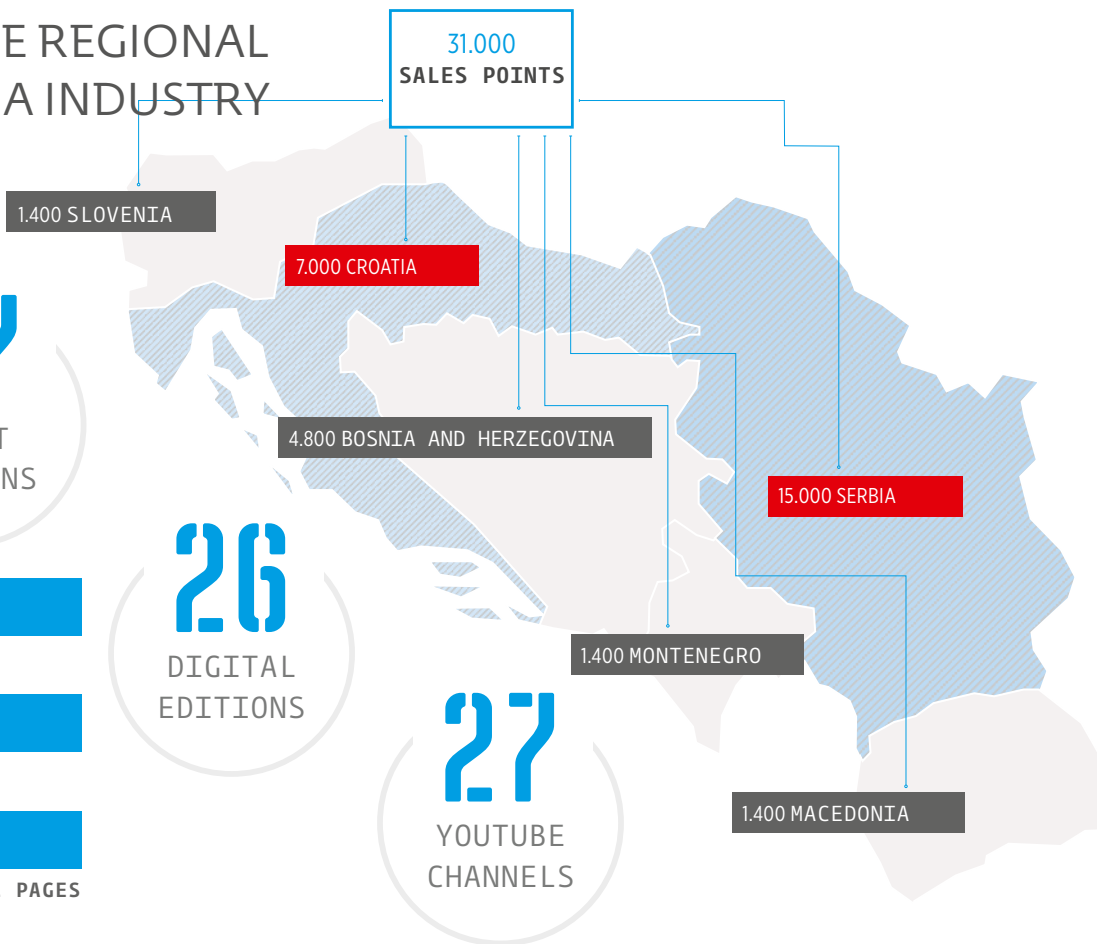 E REGIONAL
A INDUSTRY
31.000
SALES POINTS
1.400 SLOVENIA
7.000 CROATIA
4.800 BOSNIA AND HERZEGOVINA
15.000 SERBIA
T
NS
26
DIGITAL
EDITIONS
1.400 MONTENEGRO
27
YOUTUBE
CHANNELS
1.400 MACEDONIA
PAGES